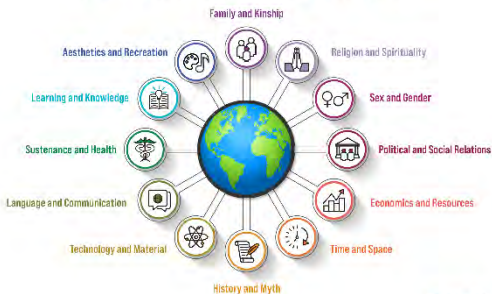 Family and Kinship
Aesthetics and Recreation
Religion and Spirituality
Learning and Knowledge
Sex and Gender
Sustenance and Health
Political and Social Relations
Language and Communication
Economics and Resources
Technology and Material
Time and Space
History and Myth